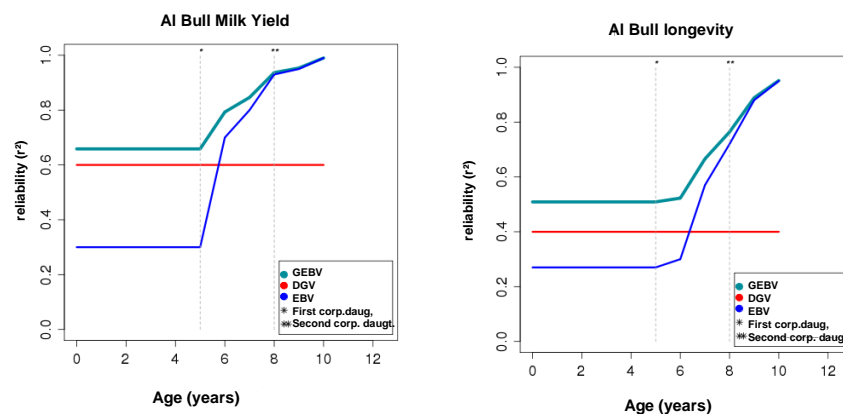 AI Bull Milk Yield
* **
reliability (r²)
1.0
0.8
0.6
0.4
0.2
0.0
GEBV
DGV
EBV
* First corp.daug,
** Second corp. daugt.
0 2 4 6 8 10 12
Age (years)
AI Bull longevity
* **
reliability (r²)
1.0
0.8
0.6
0.4
0.2
0.0
GEBV
DGV
EBV
* First corp.daug,
** Second corp. daug
0 2 4 6 8 10 12
Age (years)